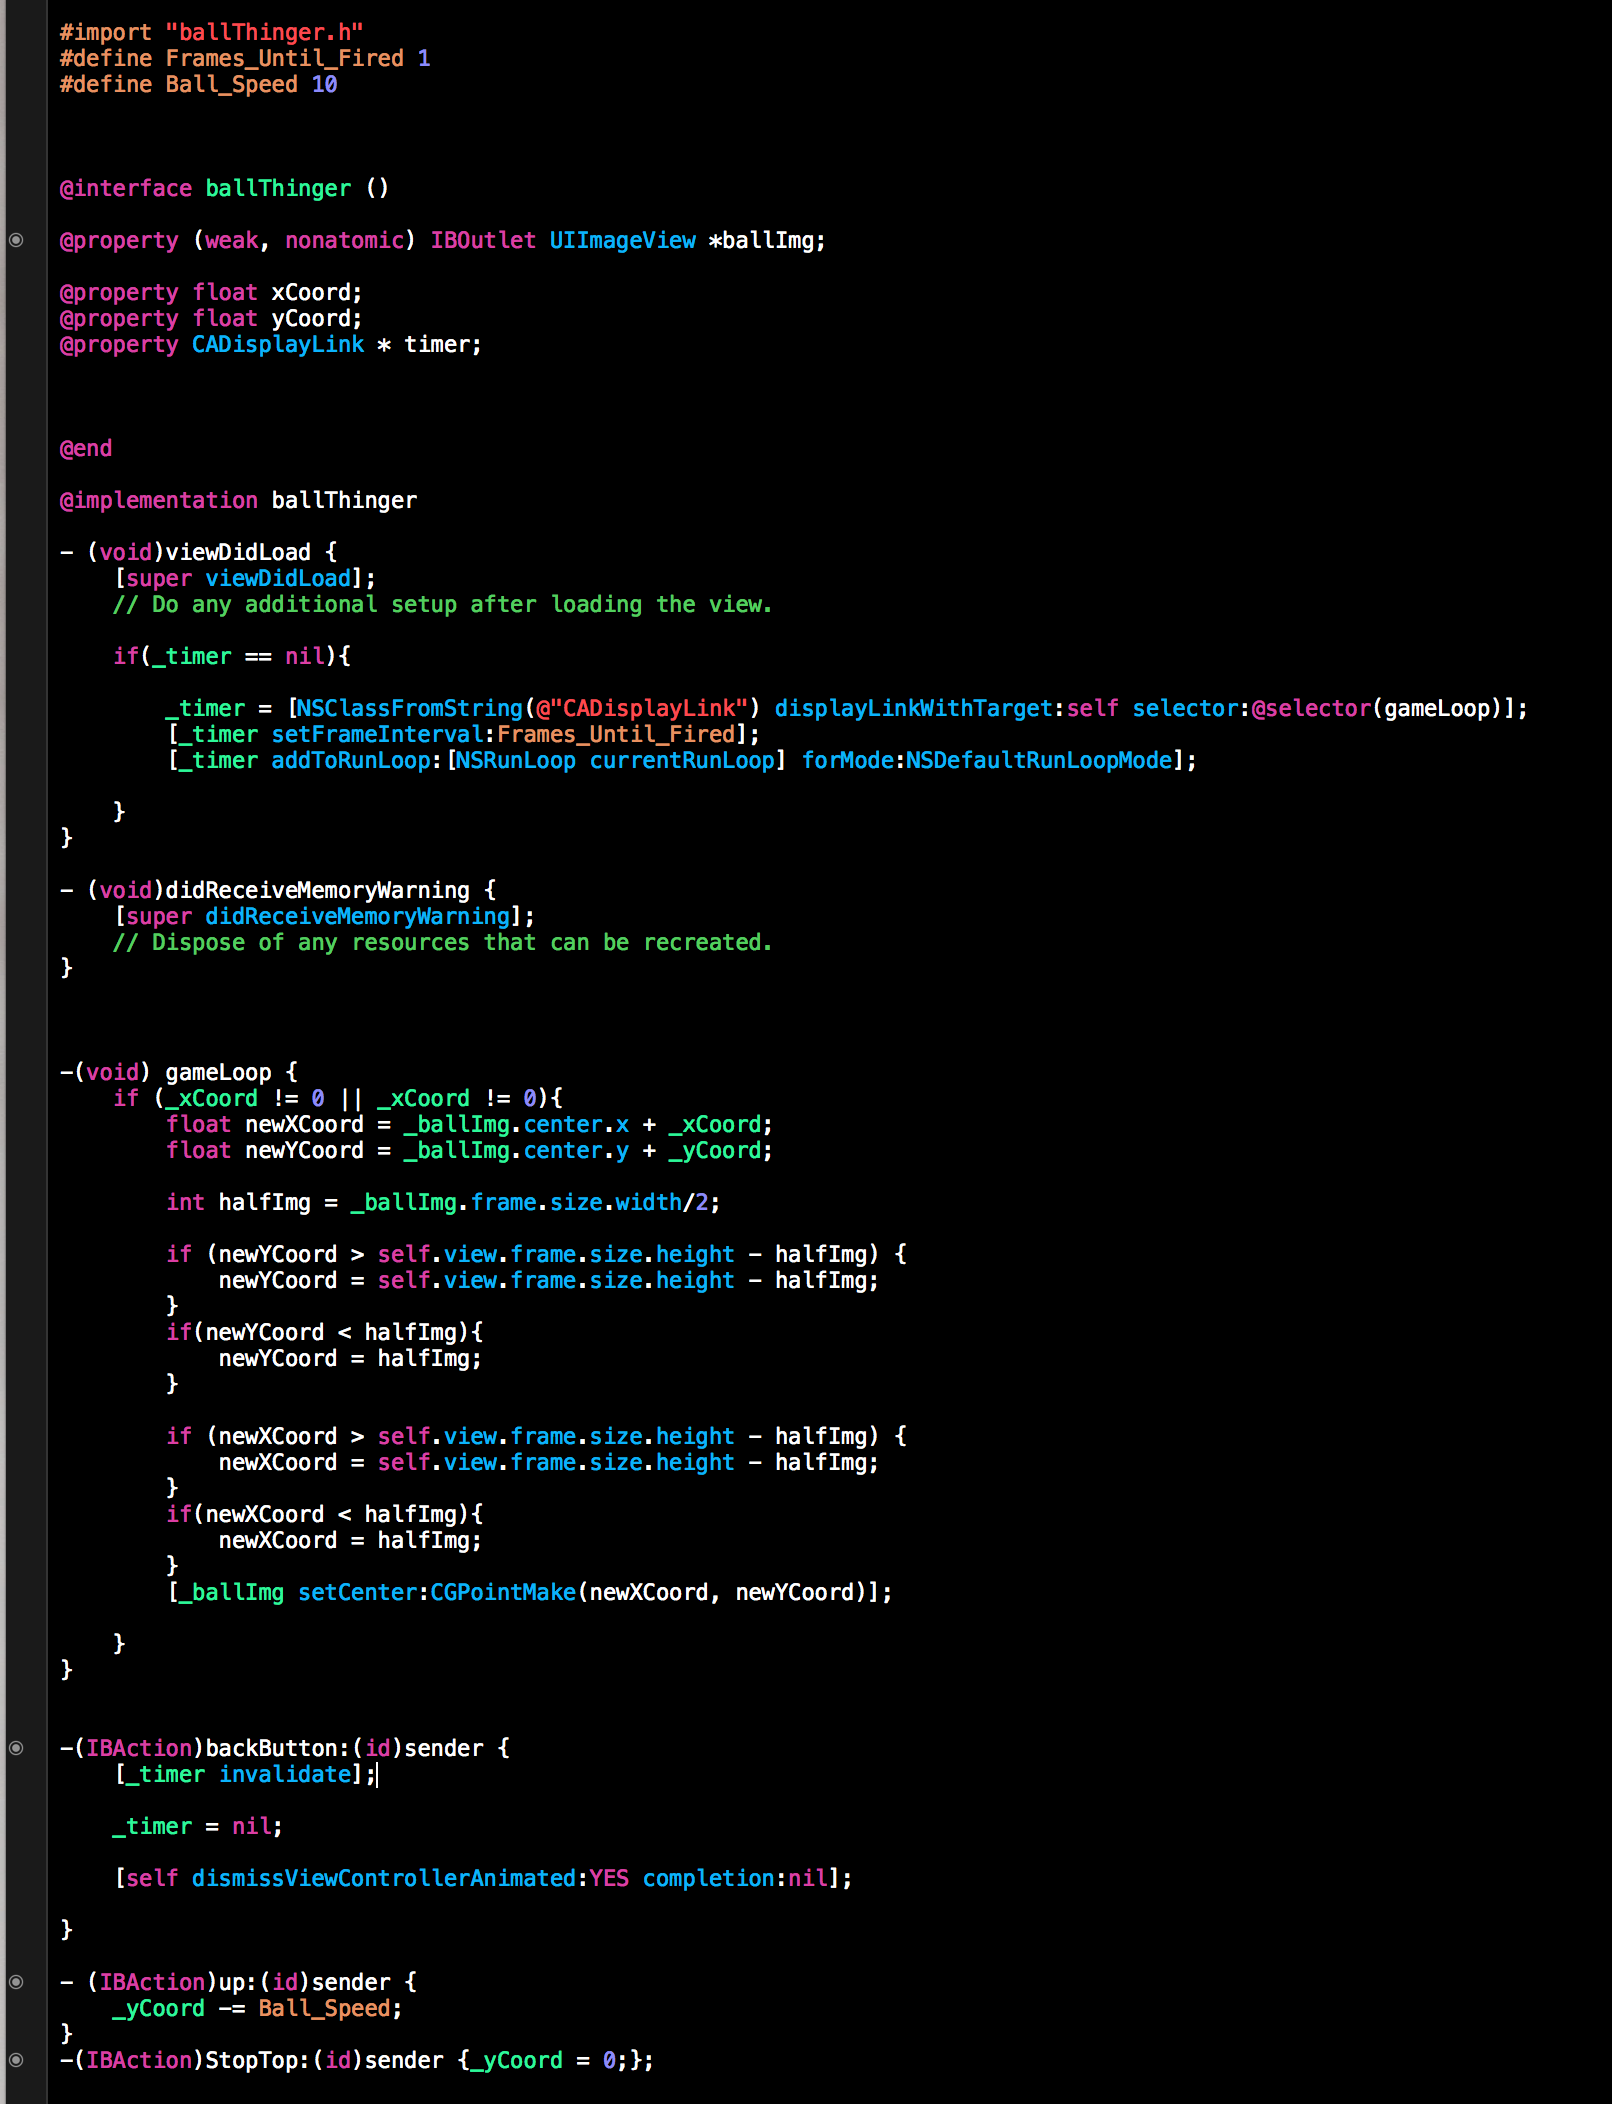 #import "ballThinger.h"
#define Frames_Until_Fired 1
#define Ball_Speed 10
@interface ballThinger ()
@property (weak, nonatomic) IBOutlet UIImageView *ballImg;
@property float xCoord;
@property float yCoord;
@property CADisplayLink * timer;
@end
@implementation ballThinger
- (void)viewDidLoad {
    [super viewDidLoad];
    // Do any additional setup after loading the view.
    if(_timer == nil){
        _timer = [NSClassFromString(@"CADisplayLink") displayLinkWithTarget:self selector:@selector(gameLoop)];
        [_timer setFrameInterval:Frames_Until_Fired];
        [_timer addToRunLoop:[NSRunLoop currentRunLoop] forMode:NSDefaultRunLoopMode];
    }
}
- (void)didReceiveMemoryWarning {
    [super didReceiveMemoryWarning];
    // Dispose of any resources that can be recreated.
}
-(void) gameLoop {
    if (_xCoord != 0 || _xCoord != 0){
        float newXCoord = _ballImg.center.x + _xCoord;
        float newYCoord = _ballImg.center.y + _yCoord;
        int halfImg = _ballImg.frame.size.width/2;
        if (newYCoord > self.view.frame.size.height - halfImg) {
            newYCoord = self.view.frame.size.height - halfImg;
        }
        if(newYCoord < halfImg){
            newYCoord = halfImg;
        }
        if (newXCoord > self.view.frame.size.height - halfImg) {
            newXCoord = self.view.frame.size.height - halfImg;
        }
        if(newXCoord < halfImg){
            newXCoord = halfImg;
        }
        [_ballImg setCenter:CGPointMake(newXCoord, newYCoord)];
    }
}
-(IBAction)backButton:(id)sender {
    [_timer invalidate];
    _timer = nil;
    [self dismissViewControllerAnimated:YES completion:nil];
}
- (IBAction)up:(id)sender {
    _yCoord -= Ball_Speed;
}
-(IBAction)StopTop:(id)sender {_yCoord = 0;};